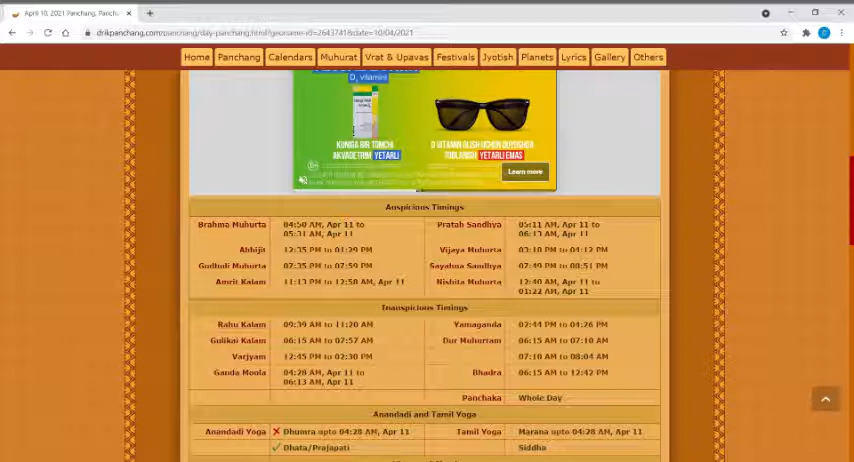 April 10, 2021 Panchang, Panch
drikpanchang.com/panchang/day-panchang.html?geoname-id=2643741&date=10/04/2021
Home Panchang Calendars Muhurat Vrat & Upavas Festivals Jyotish Planets Lyrics Gallery Others
D3 vitamini
KUNIGA BIR TOMCHI
AKVADETRIM YETARLI
D VITAMIN OLISH UCHUN QUYOSHDA
TOBLANISH YETARLI EMAS
Learn more
Auspicious Timings
Brahma Muhurta 04:50 AM, Apr 11 to Pratah Sandhya 05:11 AM, Apr 11 to
05:31 AM, Apr 11 06:13 AM, Apr 11
Abhijit 12:35 PM to 01:29 PM Vijaya Muhurta 03:18 PM to 04:12 PM
Godhuli Muhurta 07:35 PM to 07:59 PM Sayahna Sandhya 07:49 PM to 08:51 PM
Amrit Kalam 11:13 PM to 12:58 AM, Apr 11 Nishita Muhurta 12:40 AM, Apr 11 to
01:22 AM, Apr 11
Inauspicious Timings
Rahu Kalam 09:39 AM to 11:20 AM Yamaganda 02:44 PM to 04:26 PM
Gulikai Kalam 06:15 AM to 07:57 AM Dur Muhurtam 06:15 AM to 07:10 AM
Varjyam 12:45 PM to 02:30 PM 07:10 AM to 08:04 AM
Ganda Moola 04:28 AM, Apr 11 to Bhadra 06:15 AM to 12:42 PM
06:13 AM, Apr 11
Panchaka Whole Day
Anandadi and Tamil Yoga
Anandadi Yoga Dhumra upto 04:28 AM, Apr 11 Tamil Yoga Marana upto 04:28 AM, Apr 11
Dhata/Prajapati Siddha